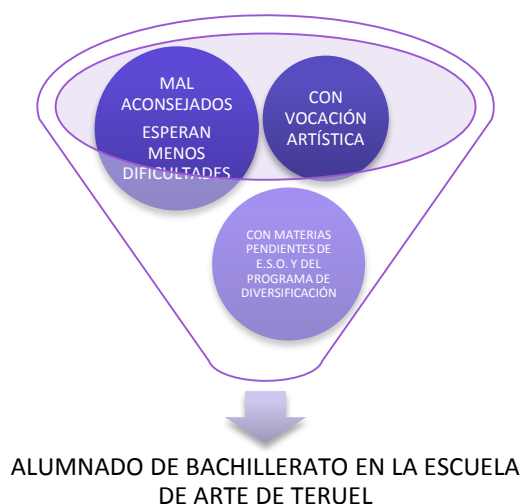 MAL
ACONSEJADOS
ESPERAN
MENOS
DIFICULTADES
CON
VOCACIÓN
ARTÍSTICA
CON MATERIAS
PENDIENTES DE
E.S.O. Y DEL
PROGRAMA DE
DIVERSIFICACIÓN
ALUMNADO DE BACHILLERATO EN LA ESCUELA
DE ARTE DE TERUEL